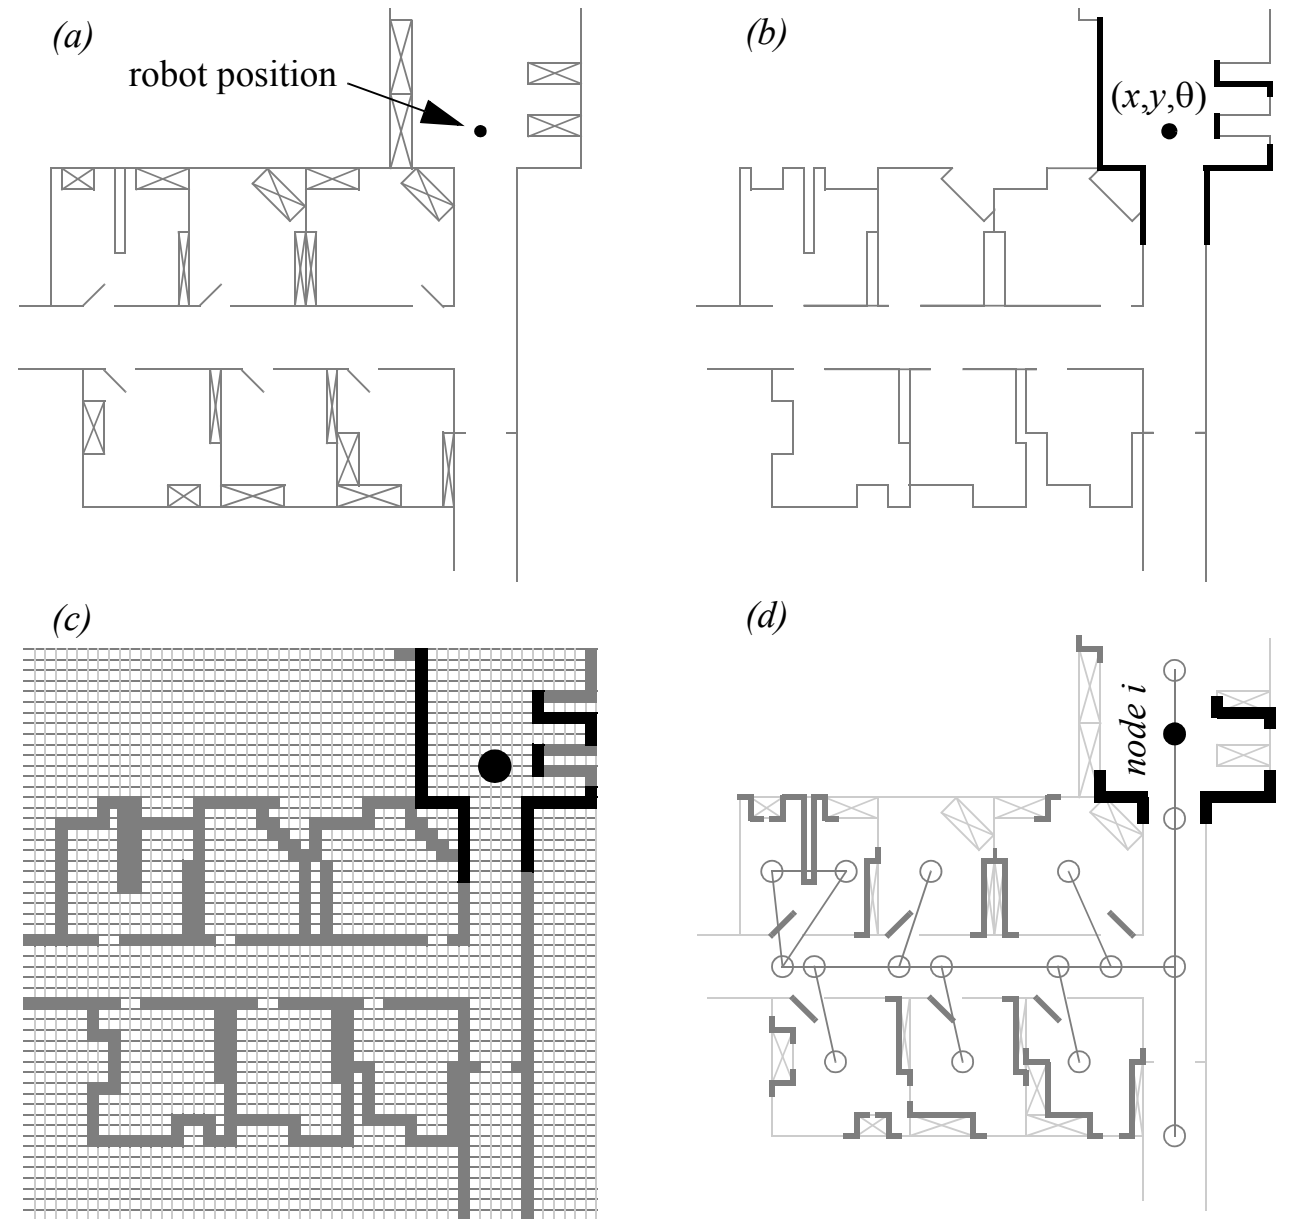 (a)
robot position
(b)
(x,y,θ)
(c)
(d)
node i